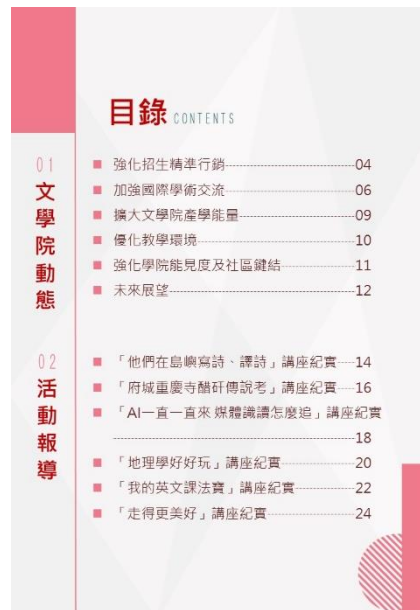 目錄 CONTENTS
01
文學院動態
強化招生精準行銷----04
加強國際學術交流----06
擴大文學院產學能量----09
優化教學環境----10
強化學院能見度及社區鍵結----11
未來展望----12
02
活動報導
「他們在島嶼寫詩、譯詩」講座紀實----14
「府城重慶寺醋矸傳說考」講座紀實----16
「AI一直一直來 媒體識讀怎麼追」講座紀實
----18
「地理學好好玩」講座紀實----20
「我的英文課法寶」講座紀實----22
「走得更美好」講座紀實----24